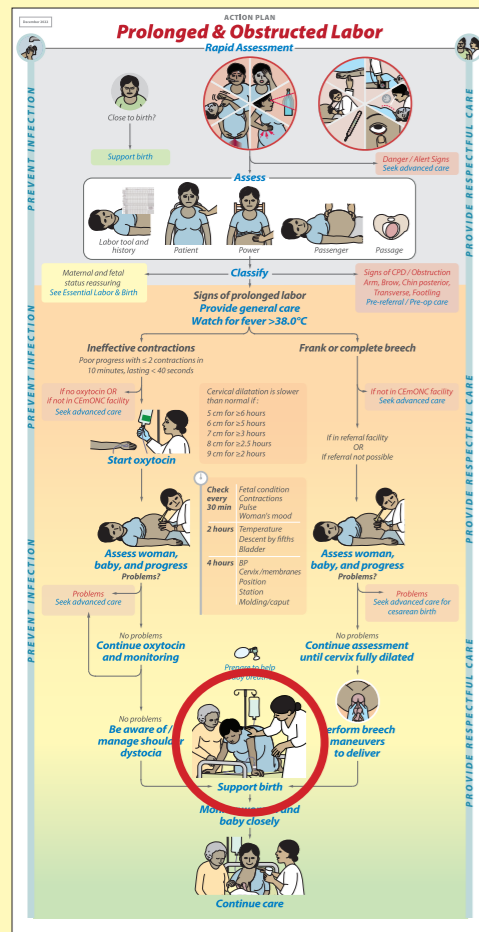 December 2023
ACTION PLAN
Prolonged & Obstructed Labor
Rapid Assessment
PREVENT INFECTION
PROVIDE RESPECTFUL CARE
Close to birth?
Support birth
Danger / Alert Signs
Seek advanced care
Assess
Labor tool and
history
Patient
Power
Passenger
Passage
Maternal and fetal
status reassuring
See Essential Labor & Birth
Classify
Signs of CPD / Obstruction
Arm, Brow, Chin posterior,
Transverse, Footling
Pre-referral / Pre-op care
Signs of prolonged labor
Provide general care
Watch for fever >38.0°C
PREVENT INFECTION
PROVIDE RESPECTFUL CARE
Ineffective contractions
Poor progress with ≤ 2 contractions in
10 minutes, lasting < 40 seconds
Frank or complete breech
If no oxytocin OR
if not in CEmONC facility
Seek advanced care
Cervical dilatation is slower
than normal if :
5 cm for ≥6 hours
6 cm for ≥5 hours
7 cm for ≥3 hours
8 cm for ≥2.5 hours
9 cm for ≥2 hours
If not in CEmONC facility
Seek advanced care
If in referral facility
OR
If referral not possible
Start oxytocin
Check
every
30 min
Fetal condition
Contractions
Pulse
Woman's mood
2 hours
Temperature
Descent by fifths
Bladder
4 hours
BP
Cervix/membranes
Position
Station
Molding/caput
Assess woman,
baby, and progress
Problems?
Assess woman,
baby, and progress
Problems?
PREVENT INFECTION
PROVIDE RESPECTFUL CARE
Problems
Seek advanced care
Problems
Seek advanced care for
cesarean birth
No problems
Continue oxytocin
and monitoring
No problems
Continue assessment
until cervix fully dilated
Prepare to help
No problems
Be aware of /
manage shoulder
dystocia
breech
maneuvers
to deliver
Support birth
and
baby closely
Continue care